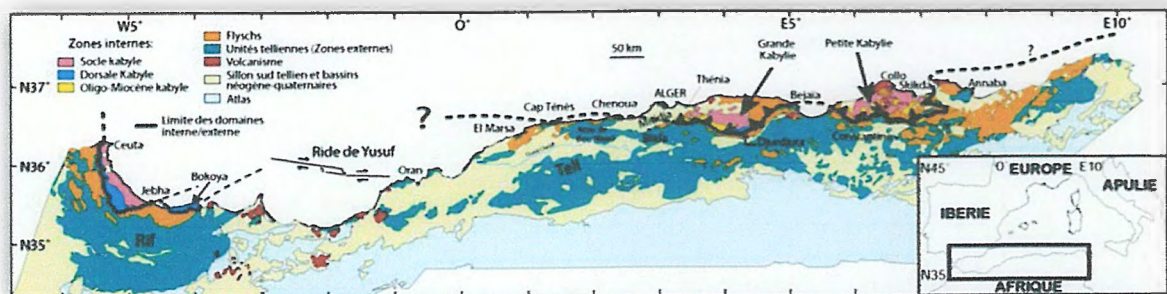 W5°
O°
E5°
E10°
Zones internes:
Socle kabyle
Dorsale Kabyle
Oligo-Miocène kabyle
Flyschs
Unités telliennes (Zones externes)
Volcanisme
Sillon sud tellien et bassins
néogène-quaternaires
Atlas
Limite des domaines
interne/externe
50 km
Grande
Kabylie
Petite Kabylie
?
N37°
N36°
N35°
Ceuta
Jebha
Bokoya
Rif
Ride de Yusuf
Oran
?
El Marsa
Cap Ténès
Chenoua
ALGER
Thénia
Bejaia
Collo
Skikda
Annaba
Djurdjura
Constantine
Tell
N45
O°
EUROPE
E10°
APULIE
IBERIE
N35
AFRIQUE